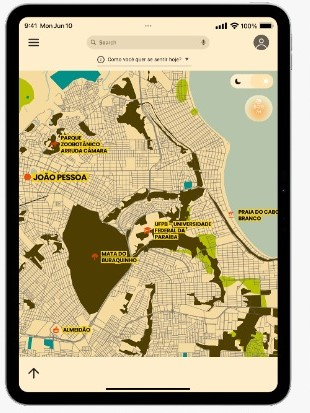 9:41 Mon Jun 10
100%
Search
Como você quer se sentir hoje?
PARQUE
ZOOBOTÂNICO
ARRUDA CÂMARA
JOÃO PESSOA
PRAIA DO CABO
BRANCO
UFPB - UNIVERSIDADE
FEDERAL DA
PARAÍBA
MATA DO
BURAQUINHO
ALMEIDÃO